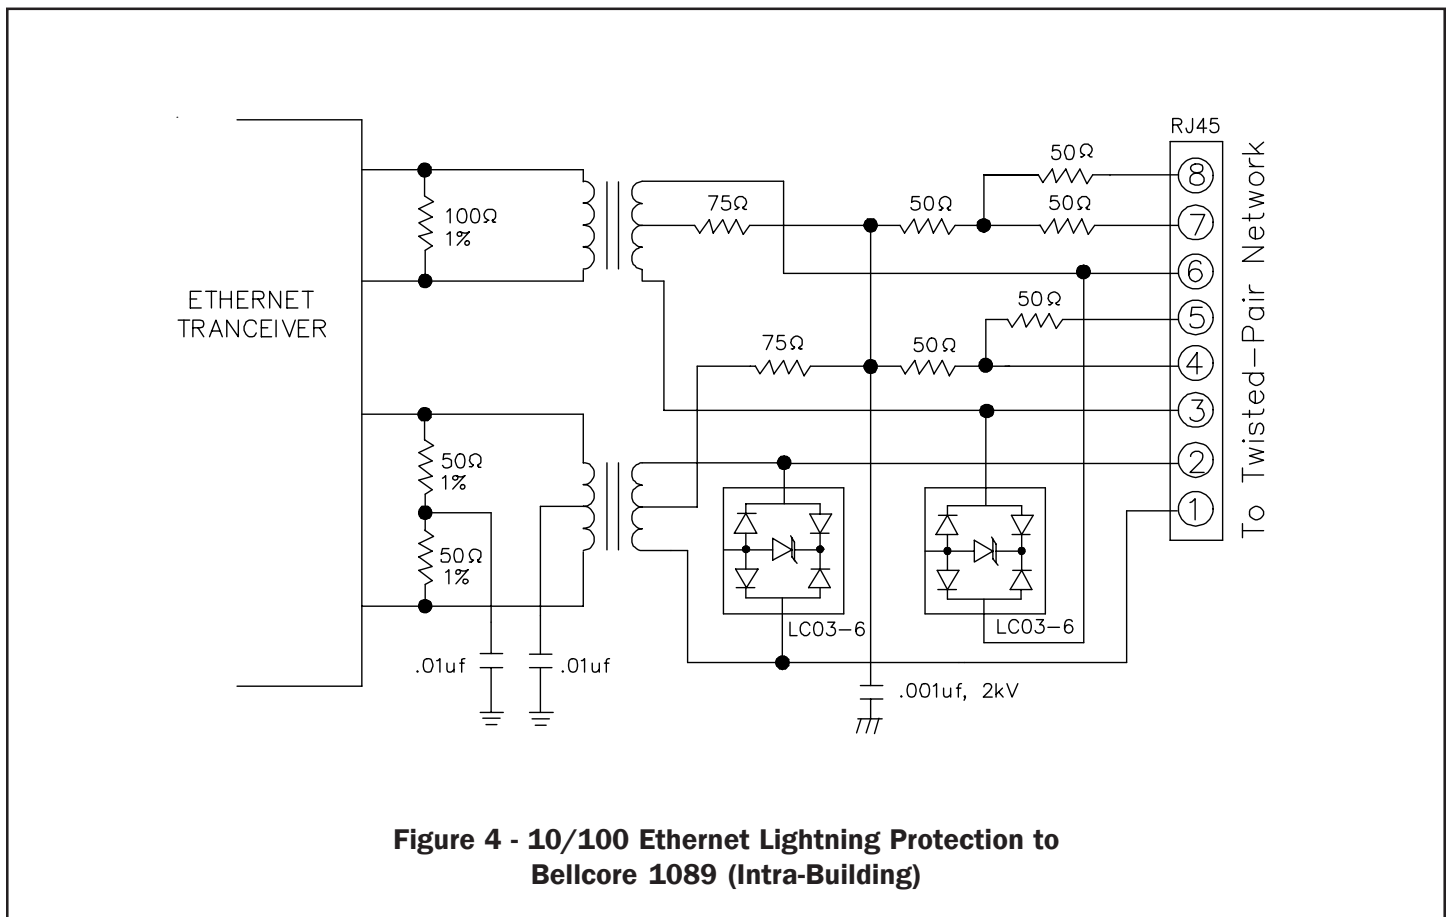 RJ45
50Ω
8
75Ω
50Ω
50Ω
7
100Ω
1%
6
ETHERNET
TRANCEIVER
50Ω
5
75Ω
50Ω
4
3
50Ω
1%
2
1
50Ω
1%
LC03-6
LC03-6
.01uf
.01uf
.001uf, 2kV
To Twisted-Pair Network
Figure 4 - 10/100 Ethernet Lightning Protection to
Bellcore 1089 (Intra-Building)